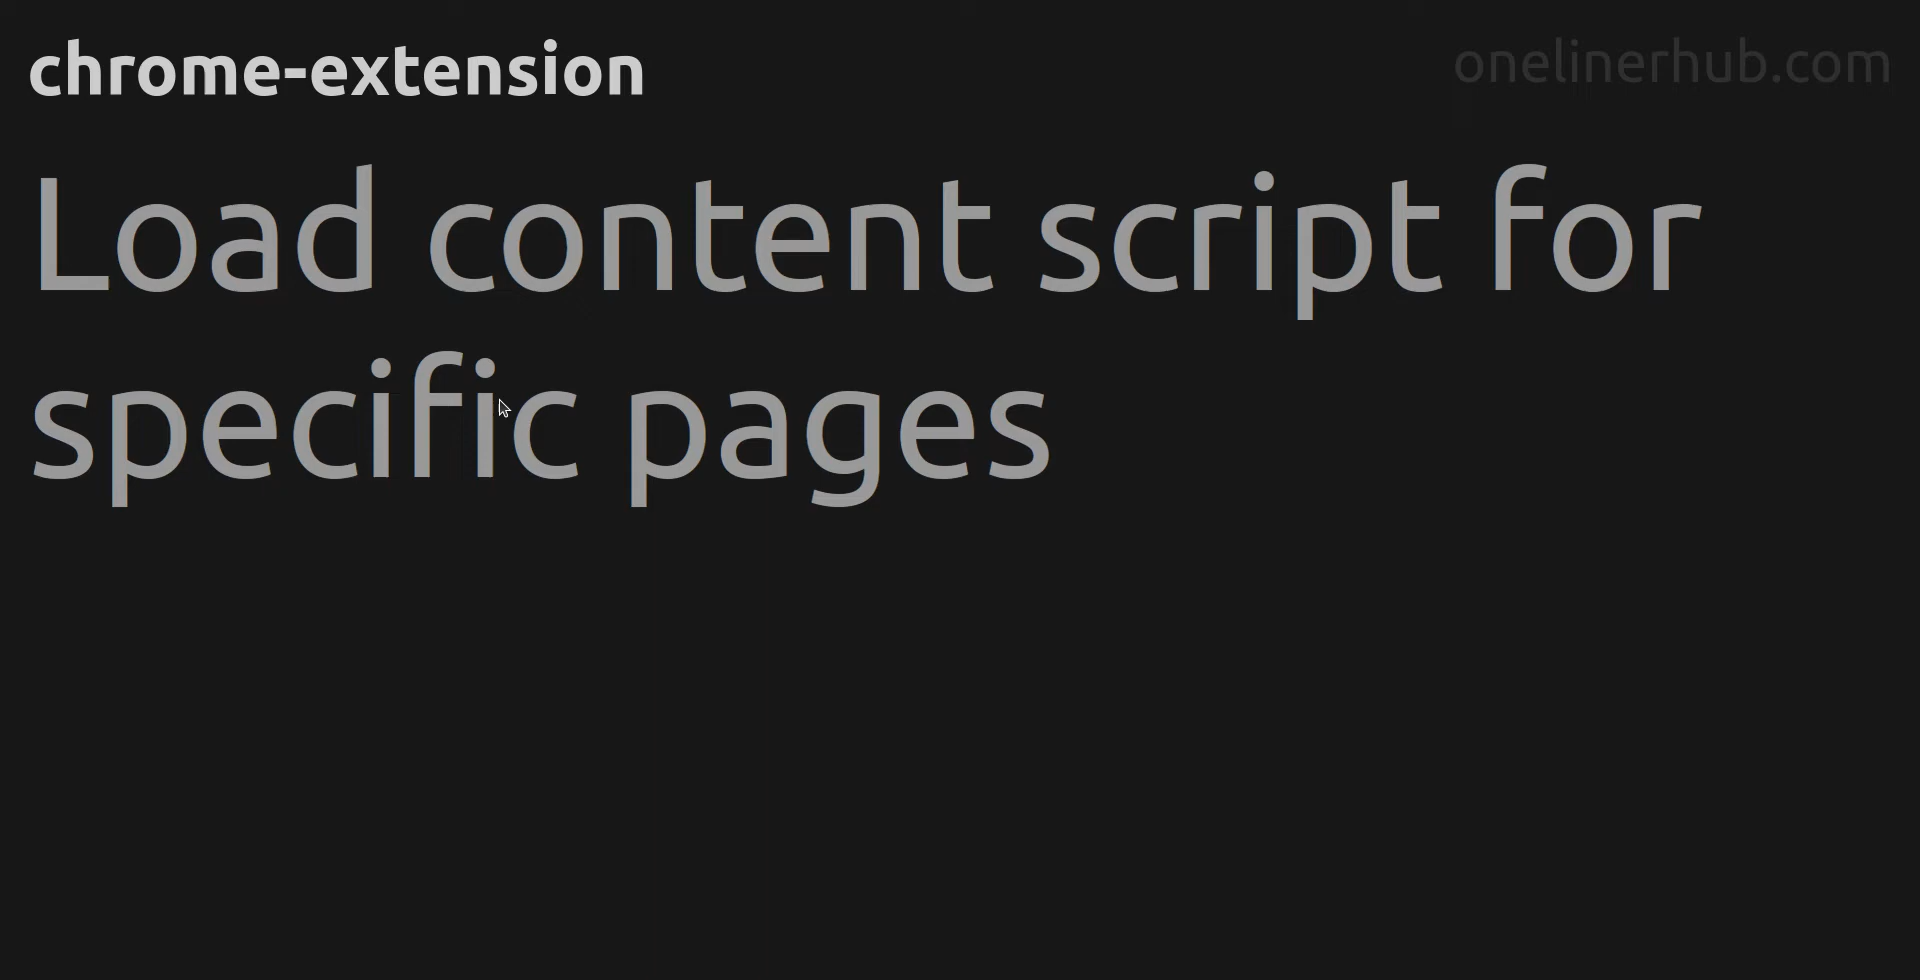 chrome-extension
onelinerhub.com
Load content script for
specific pages